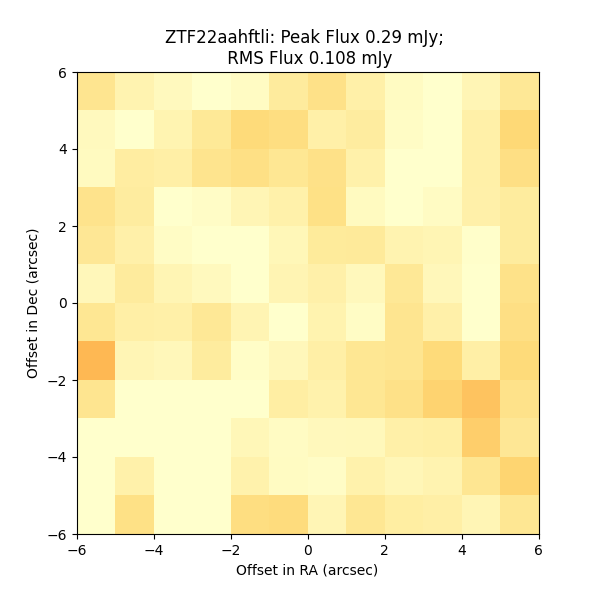 ZTF22aahftli: Peak Flux 0.29 mJy;
RMS Flux 0.108 mJy
6
4
2
0
−2
−4
−6
Offset in Dec (arcsec)
−6 −4 −2 0 2 4 6
Offset in RA (arcsec)